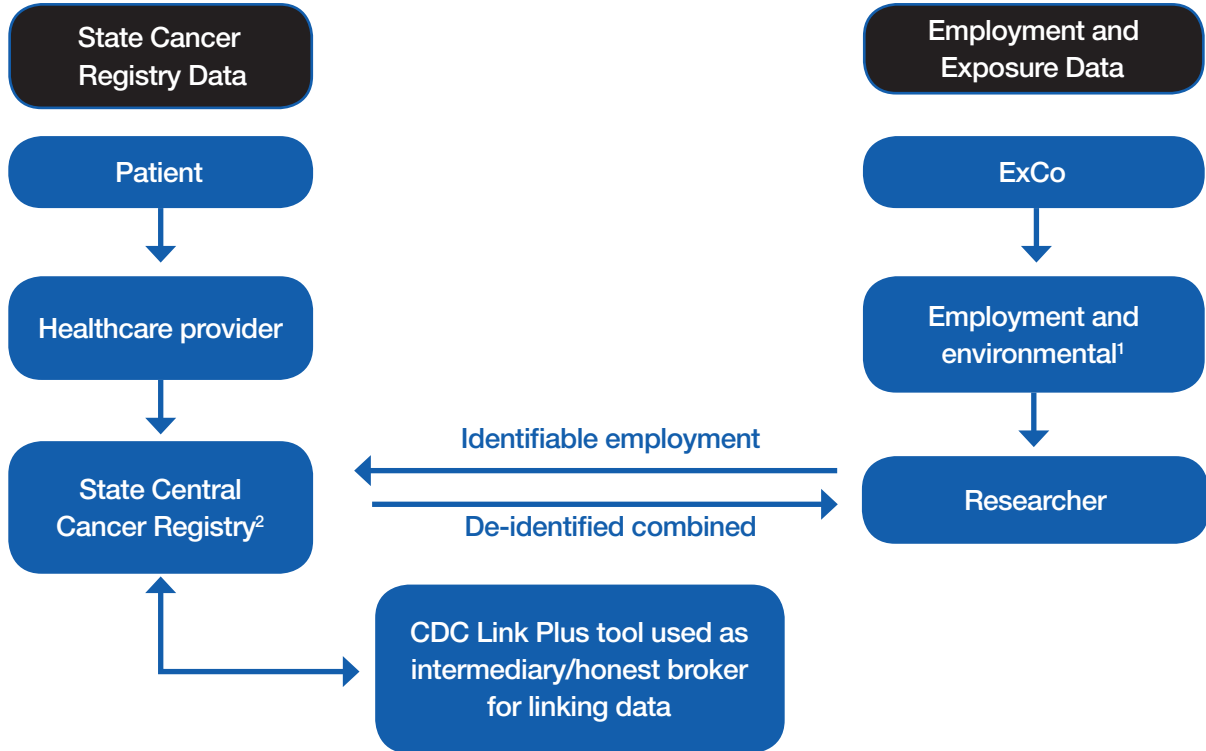 State Cancer
Registry Data
Employment and
Exposure Data
Patient
ExCo
Healthcare provider
Employment and
environmental¹
Identifiable employment
State Central
Cancer Registry²
Researcher
De-identified combined
CDC Link Plus tool used as
intermediary/honest broker
for linking data